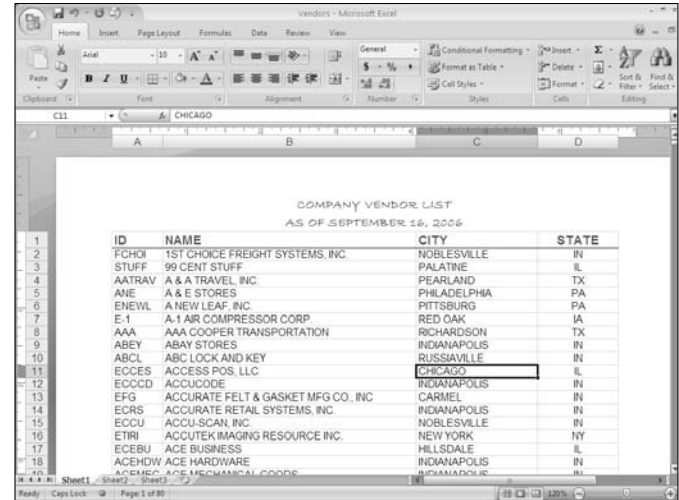 Vendors - Microsoft Excel
Home Insert Page Layout Formulas Data Review View
Arial 10 A A General Conditional Formatting Insert Σ
Paste B I U A $ % , Format as Table Delete Sort & Filter Find & Select
Cell Styles Format
Clipboard Font Alignment Number Styles Cells Editing
C11 fx CHICAGO
A B C D
COMPANY VENDOR LIST
AS OF SEPTEMBER 16, 2006
1 ID NAME CITY STATE
2 FCHOI 1ST CHOICE FREIGHT SYSTEMS, INC. NOBLESVILLE IN
3 STUFF 99 CENT STUFF PALATINE IL
4 AATRAV A & A TRAVEL, INC. PEARLAND TX
5 ANE A & E STORES PHILADELPHIA PA
6 ENEWL A NEW LEAF, INC. PITTSBURG PA
7 E-1 A-1 AIR COMPRESSOR CORP. RED OAK IA
8 AAA AAA COOPER TRANSPORTATION RICHARDSON TX
9 ABEY ABAY STORES INDIANAPOLIS IN
10 ABCL ABC LOCK AND KEY RUSSIAVILLE IN
11 ECCES ACCESS POS, LLC CHICAGO IL
12 ECCCD ACCUCODE INDIANAPOLIS IN
13 EFG ACCURATE FELT & GASKET MFG CO., INC CARMEL IN
14 ECRS ACCURATE RETAIL SYSTEMS, INC. INDIANAPOLIS IN
15 ECCU ACCU-SCAN, INC. NOBLESVILLE IN
16 ETIRI ACCUTEK IMAGING RESOURCE INC. NEW YORK NY
17 ECEBU ACE BUSINESS HILLSDALE IL
18 ACEHDW ACE HARDWARE INDIANAPOLIS IN
19 ACEMEC ACE MECHANICAL GOODS INDIANAPOLIS IN
Sheet1 Sheet2 Sheet3
Ready Caps Lock Page: 1 of 80 120%